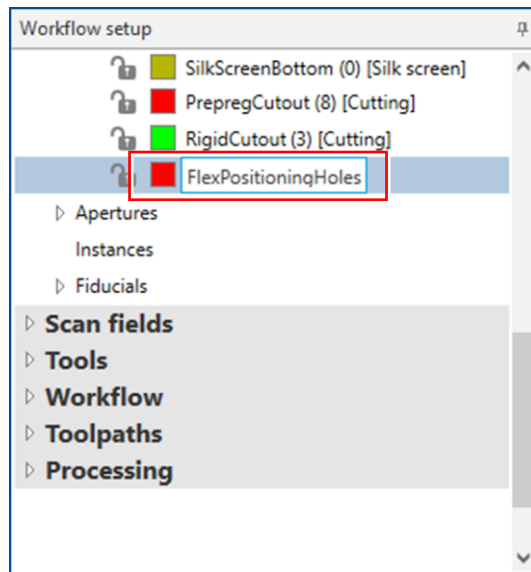 Workflow setup
SilkScreenBottom (0) [Silk screen]
PrepregCutout (8) [Cutting]
RigidCutout (3) [Cutting]
FlexPositioningHoles
Apertures
Instances
Fiducials
Scan fields
Tools
Workflow
Toolpaths
Processing